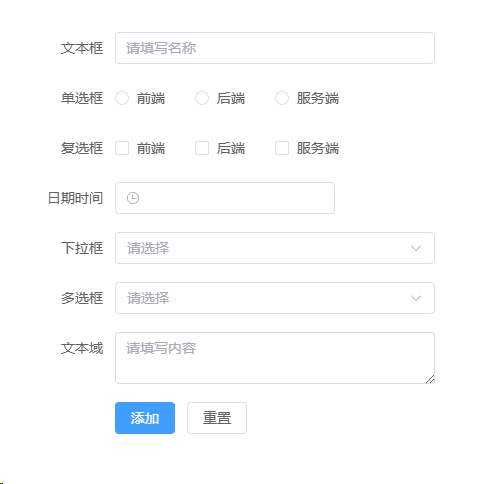 文本框 请填写名称
单选框 前端 后端 服务端
复选框 前端 后端 服务端
日期时间
下拉框 请选择
多选框 请选择
文本域 请填写内容
添加 重置